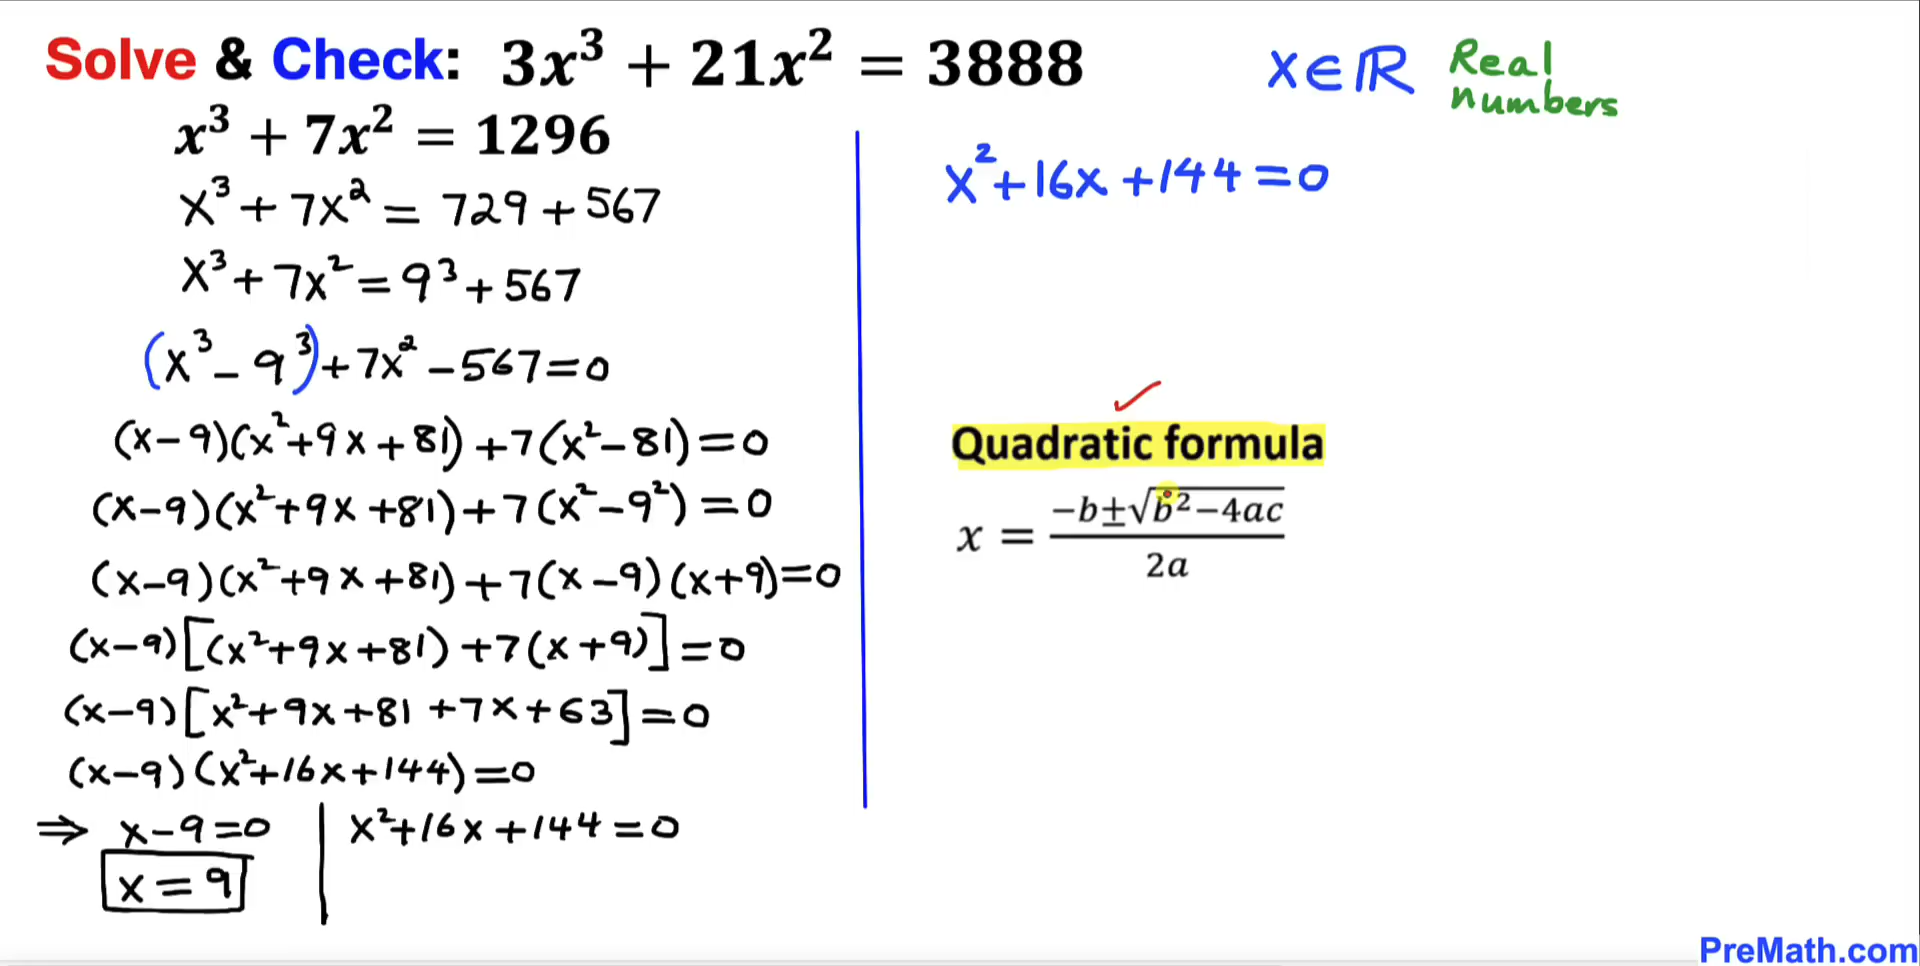 Solve & Check: 3x³ + 21x² = 3888
x∈ℝ Real numbers
x³ + 7x² = 1296
x³ + 7x² = 729 + 567
x³ + 7x² = 9³ + 567
(x³ − 9³) + 7x² − 567 = 0
(x−9)(x²+9x+81) + 7(x²−81) = 0
(x−9)(x²+9x+81) + 7(x²−9²) = 0
(x−9)(x²+9x+81) + 7(x−9)(x+9) = 0
(x−9)[(x²+9x+81) + 7(x+9)] = 0
(x−9)[x²+9x+81+7x+63] = 0
(x−9)(x²+16x+144) = 0
⇒ x−9=0 | x²+16x+144=0
x = 9
x²+16x+144=0
Quadratic formula
x = (−b±√(b²−4ac))/(2a)
PreMath.com